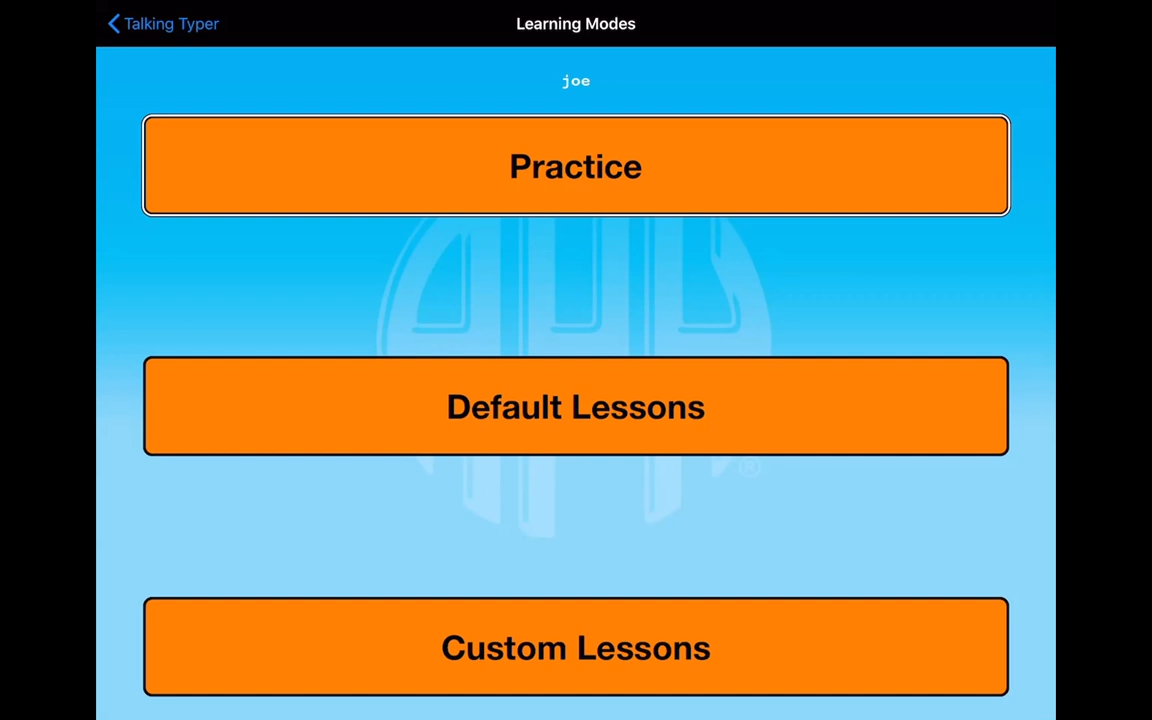 Talking Typer
Learning Modes
joe
Practice
Default Lessons
Custom Lessons